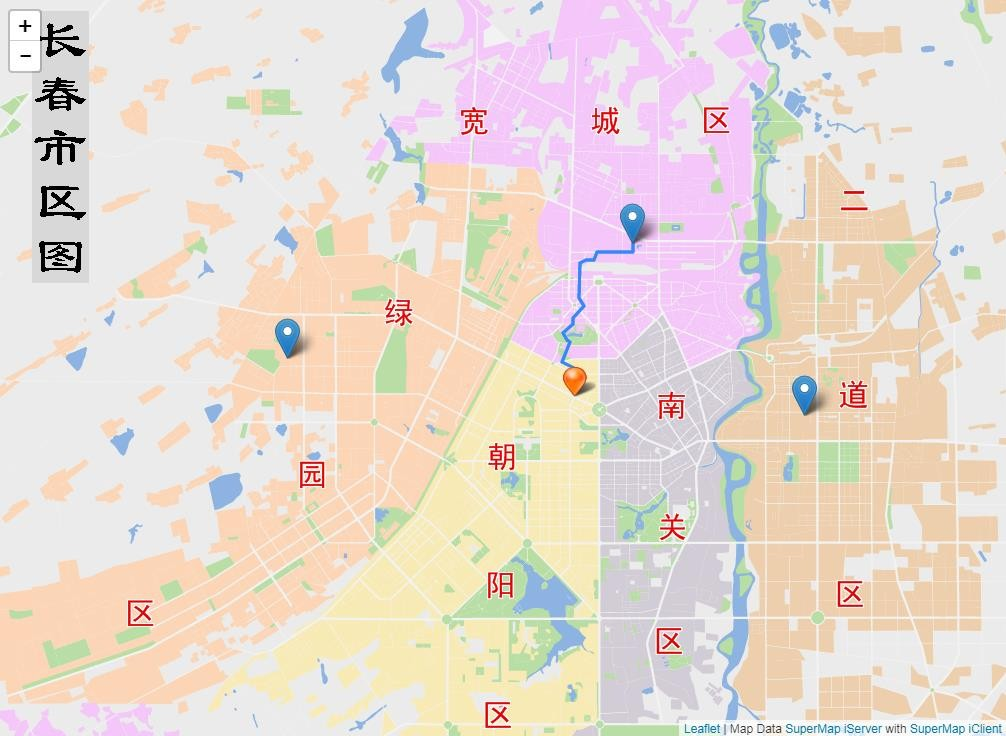 +
−
长春市区图
宽城区
二道区
绿园区
南关区
朝阳区
Leaflet | Map Data SuperMap iServer with SuperMap iClient